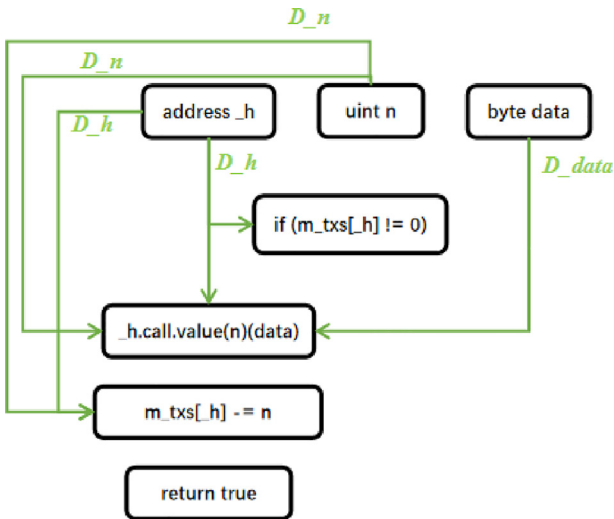 D_n
D_n
address _h
uint n
byte data
D_h
D_h
D_data
if (m_txs[_h] != 0)
_h.call.value(n)(data)
m_txs[_h] -= n
return true